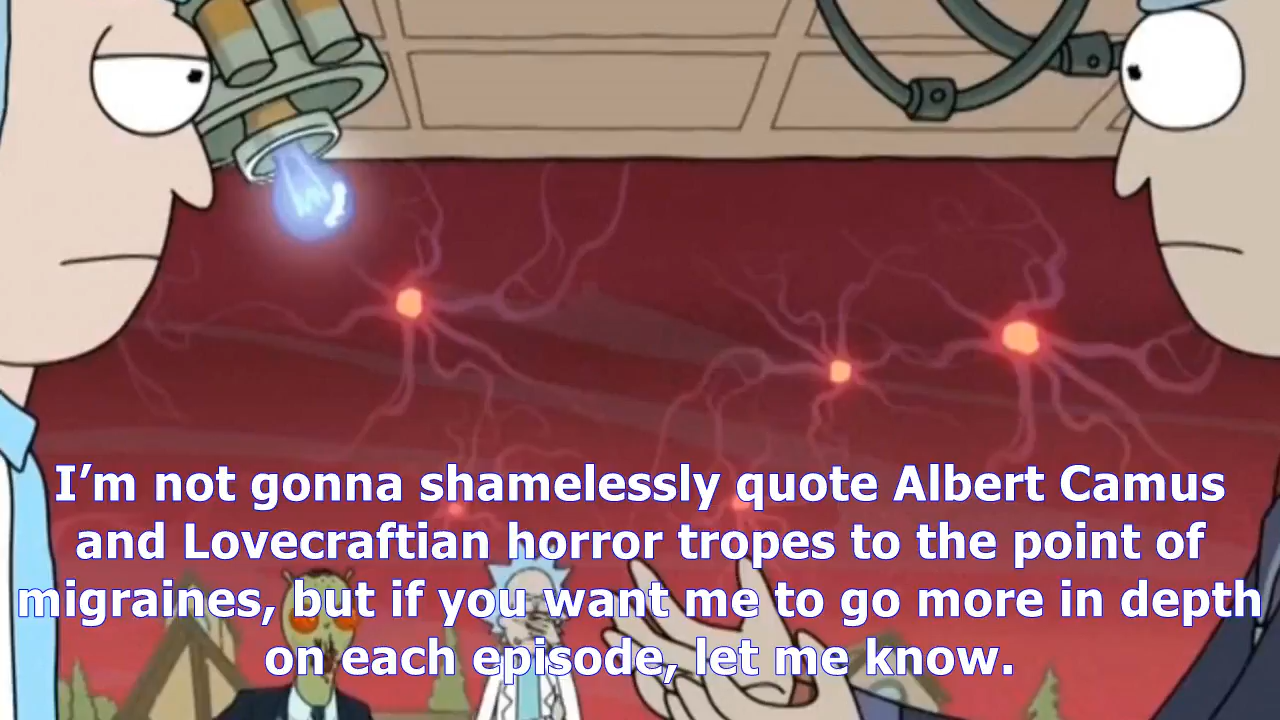 I’m not gonna shamelessly quote Albert Camus
and Lovecraftian horror tropes to the point of
migraines, but if you want me to go more in depth
on each episode, let me know.